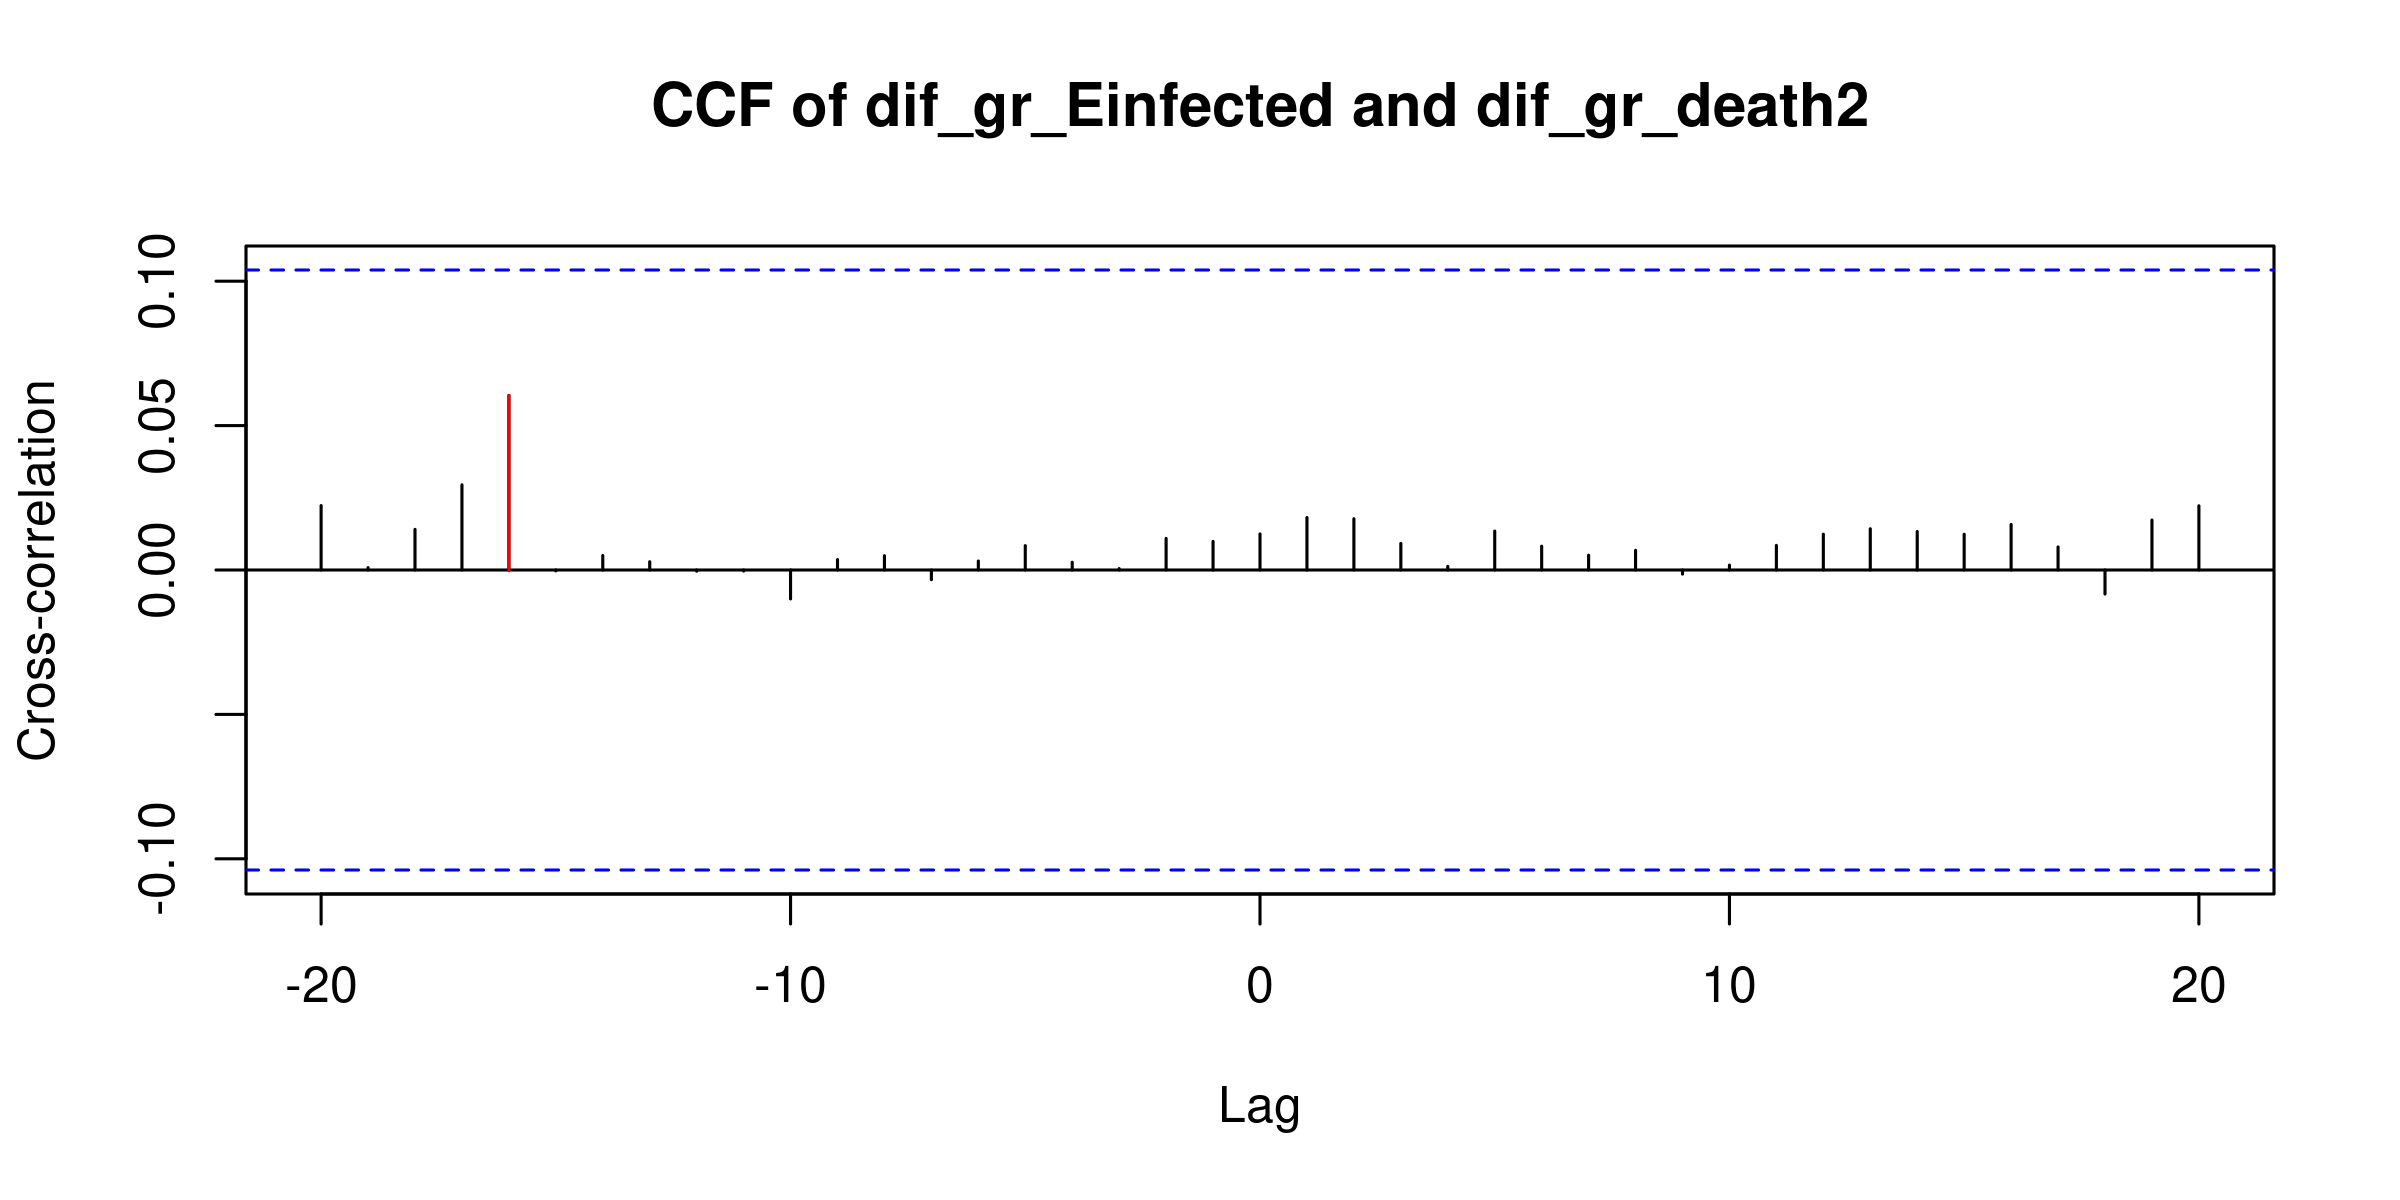 CCF of dif_gr_Einfected and dif_gr_death2
Cross-correlation
0.10
0.05
0.00
-0.10
-20 -10 0 10 20
Lag